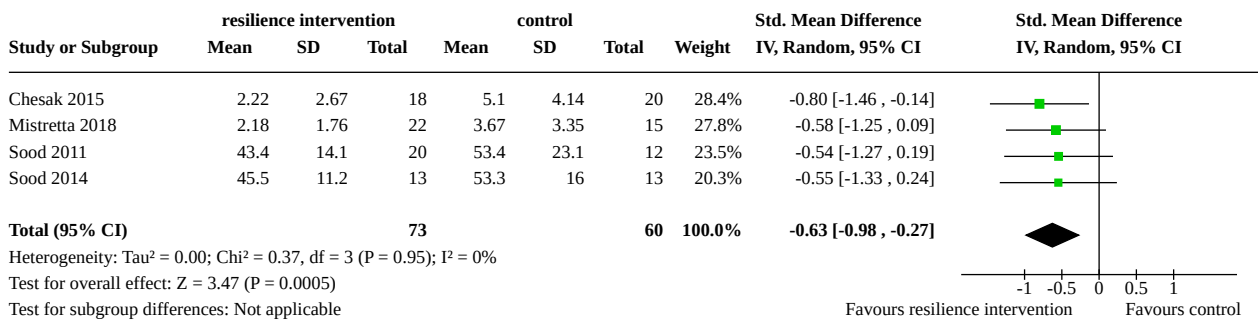 resilience intervention control Std. Mean Difference Std. Mean Difference
Study or Subgroup Mean SD Total Mean SD Total Weight IV, Random, 95% CI IV, Random, 95% CI
Chesak 2015 2.22 2.67 18 5.1 4.14 20 28.4% -0.80 [-1.46 , -0.14]
Mistretta 2018 2.18 1.76 22 3.67 3.35 15 27.8% -0.58 [-1.25 , 0.09]
Sood 2011 43.4 14.1 20 53.4 23.1 12 23.5% -0.54 [-1.27 , 0.19]
Sood 2014 45.5 11.2 13 53.3 16 13 20.3% -0.55 [-1.33 , 0.24]
Total (95% CI) 73 60 100.0% -0.63 [-0.98 , -0.27]
Heterogeneity: Tau² = 0.00; Chi² = 0.37, df = 3 (P = 0.95); I² = 0%
Test for overall effect: Z = 3.47 (P = 0.0005)
-1 -0.5 0 0.5 1
Test for subgroup differences: Not applicable Favours resilience intervention Favours control